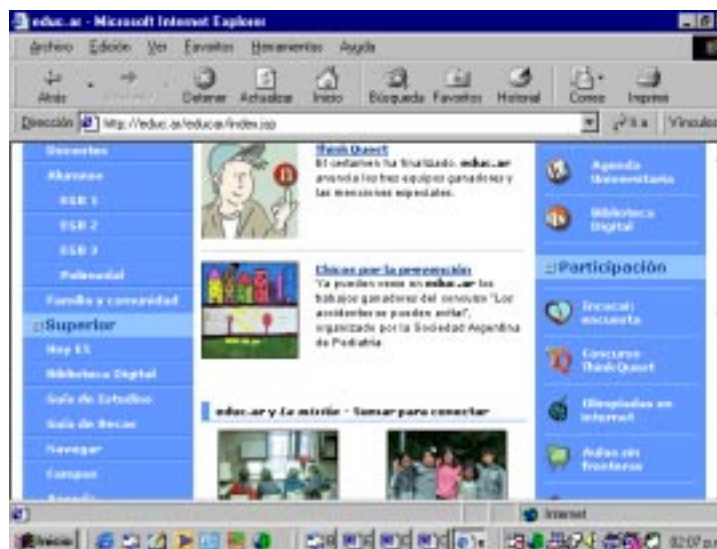 educ.ar - Microsoft Internet Explorer
Archivo Edición Ver Favoritos Herramientas Ayuda
Atrás Detener Actualizar Inicio Búsqueda Favoritos Historial Correo Imprimir
Dirección http://educ.ar/educar/index.jsp Ir a Vínculos
Docentes
Alumnos
EGB 1
EGB 2
EGB 3
Polimodal
Familia y comunidad
Superior
Hoy ES
Biblioteca Digital
Guía de Estudios
Guía de Becas
Navegar
Campus
Agenda
ThinkQuest
El certamen ha finalizado. educ.ar
anuncia los tres equipos ganadores y
las menciones especiales.
Chicos por la prevención
Ya pueden verse en educ.ar los
trabajos ganadores del concurso "Los
accidentes se pueden evitar",
organizado por la Sociedad Argentina
de Pediatría.
educ.ar y La misión - Sumar para conectar
Agenda
Universitaria
Biblioteca
Digital
Participación
encuesta
Concurso
ThinkQuest
Olimpíadas en
internet
Aulas sin
fronteras
Internet
Inicio
02:07 p.m.